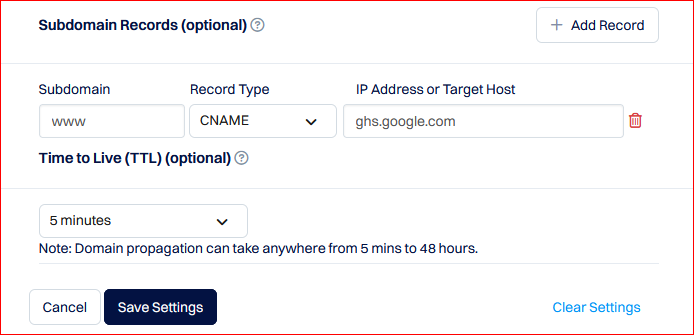 Subdomain Records (optional) ?
+ Add Record
Subdomain Record Type IP Address or Target Host
www CNAME ghs.google.com
Time to Live (TTL) (optional) ?
5 minutes
Note: Domain propagation can take anywhere from 5 mins to 48 hours.
Cancel Save Settings Clear Settings